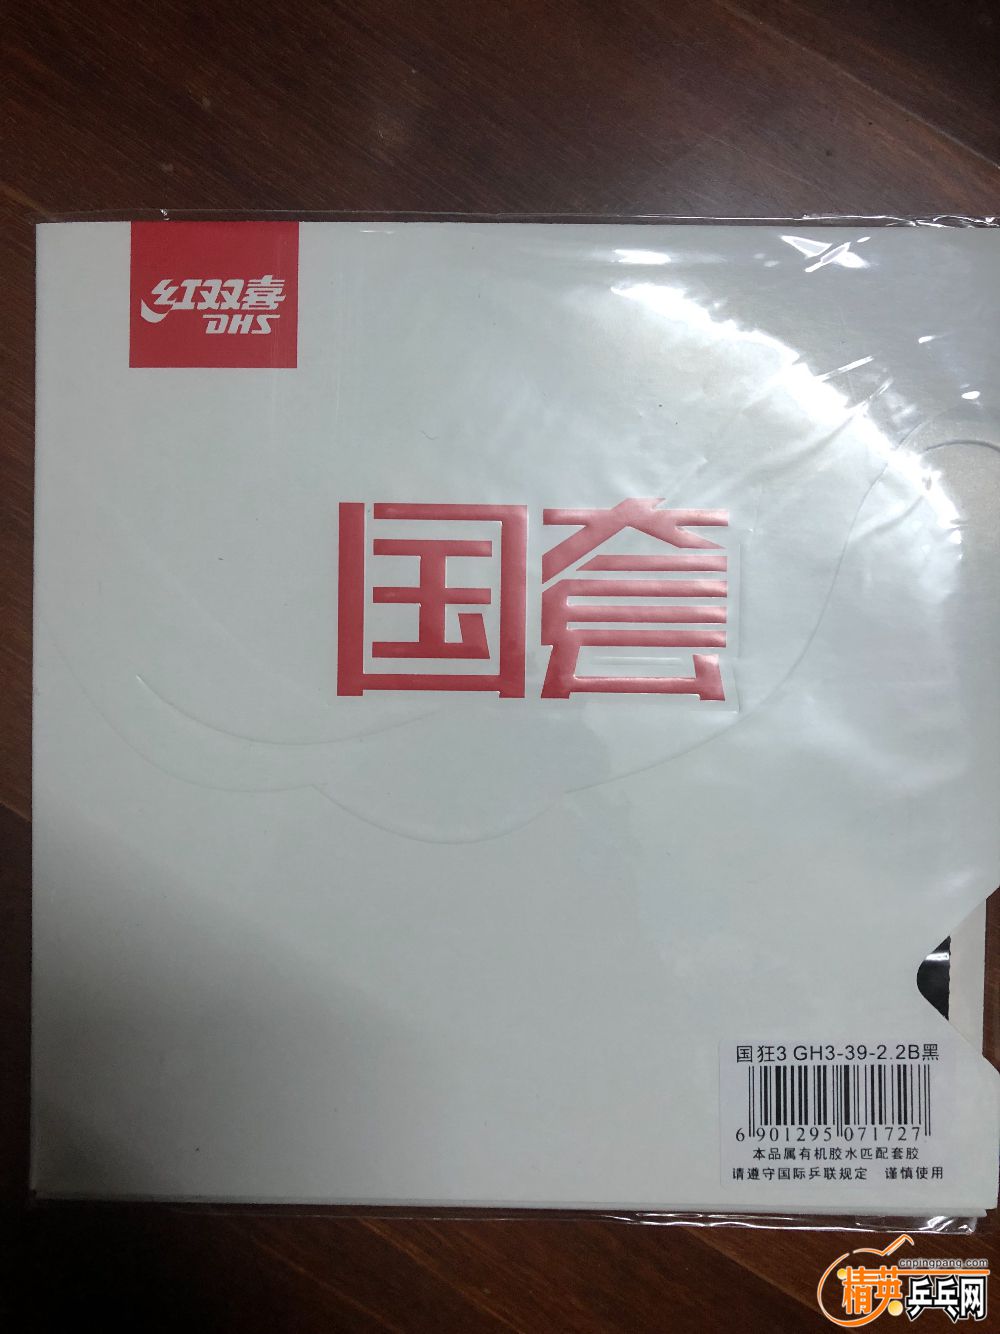 红双喜
DHS
国套
国狂3 GH3-39-2.2B黑
6 901295 071727
本品属有机胶水匹配套胶
请遵守国际乒联规定 谨慎使用
cnpingpang.com
精英乒乓网